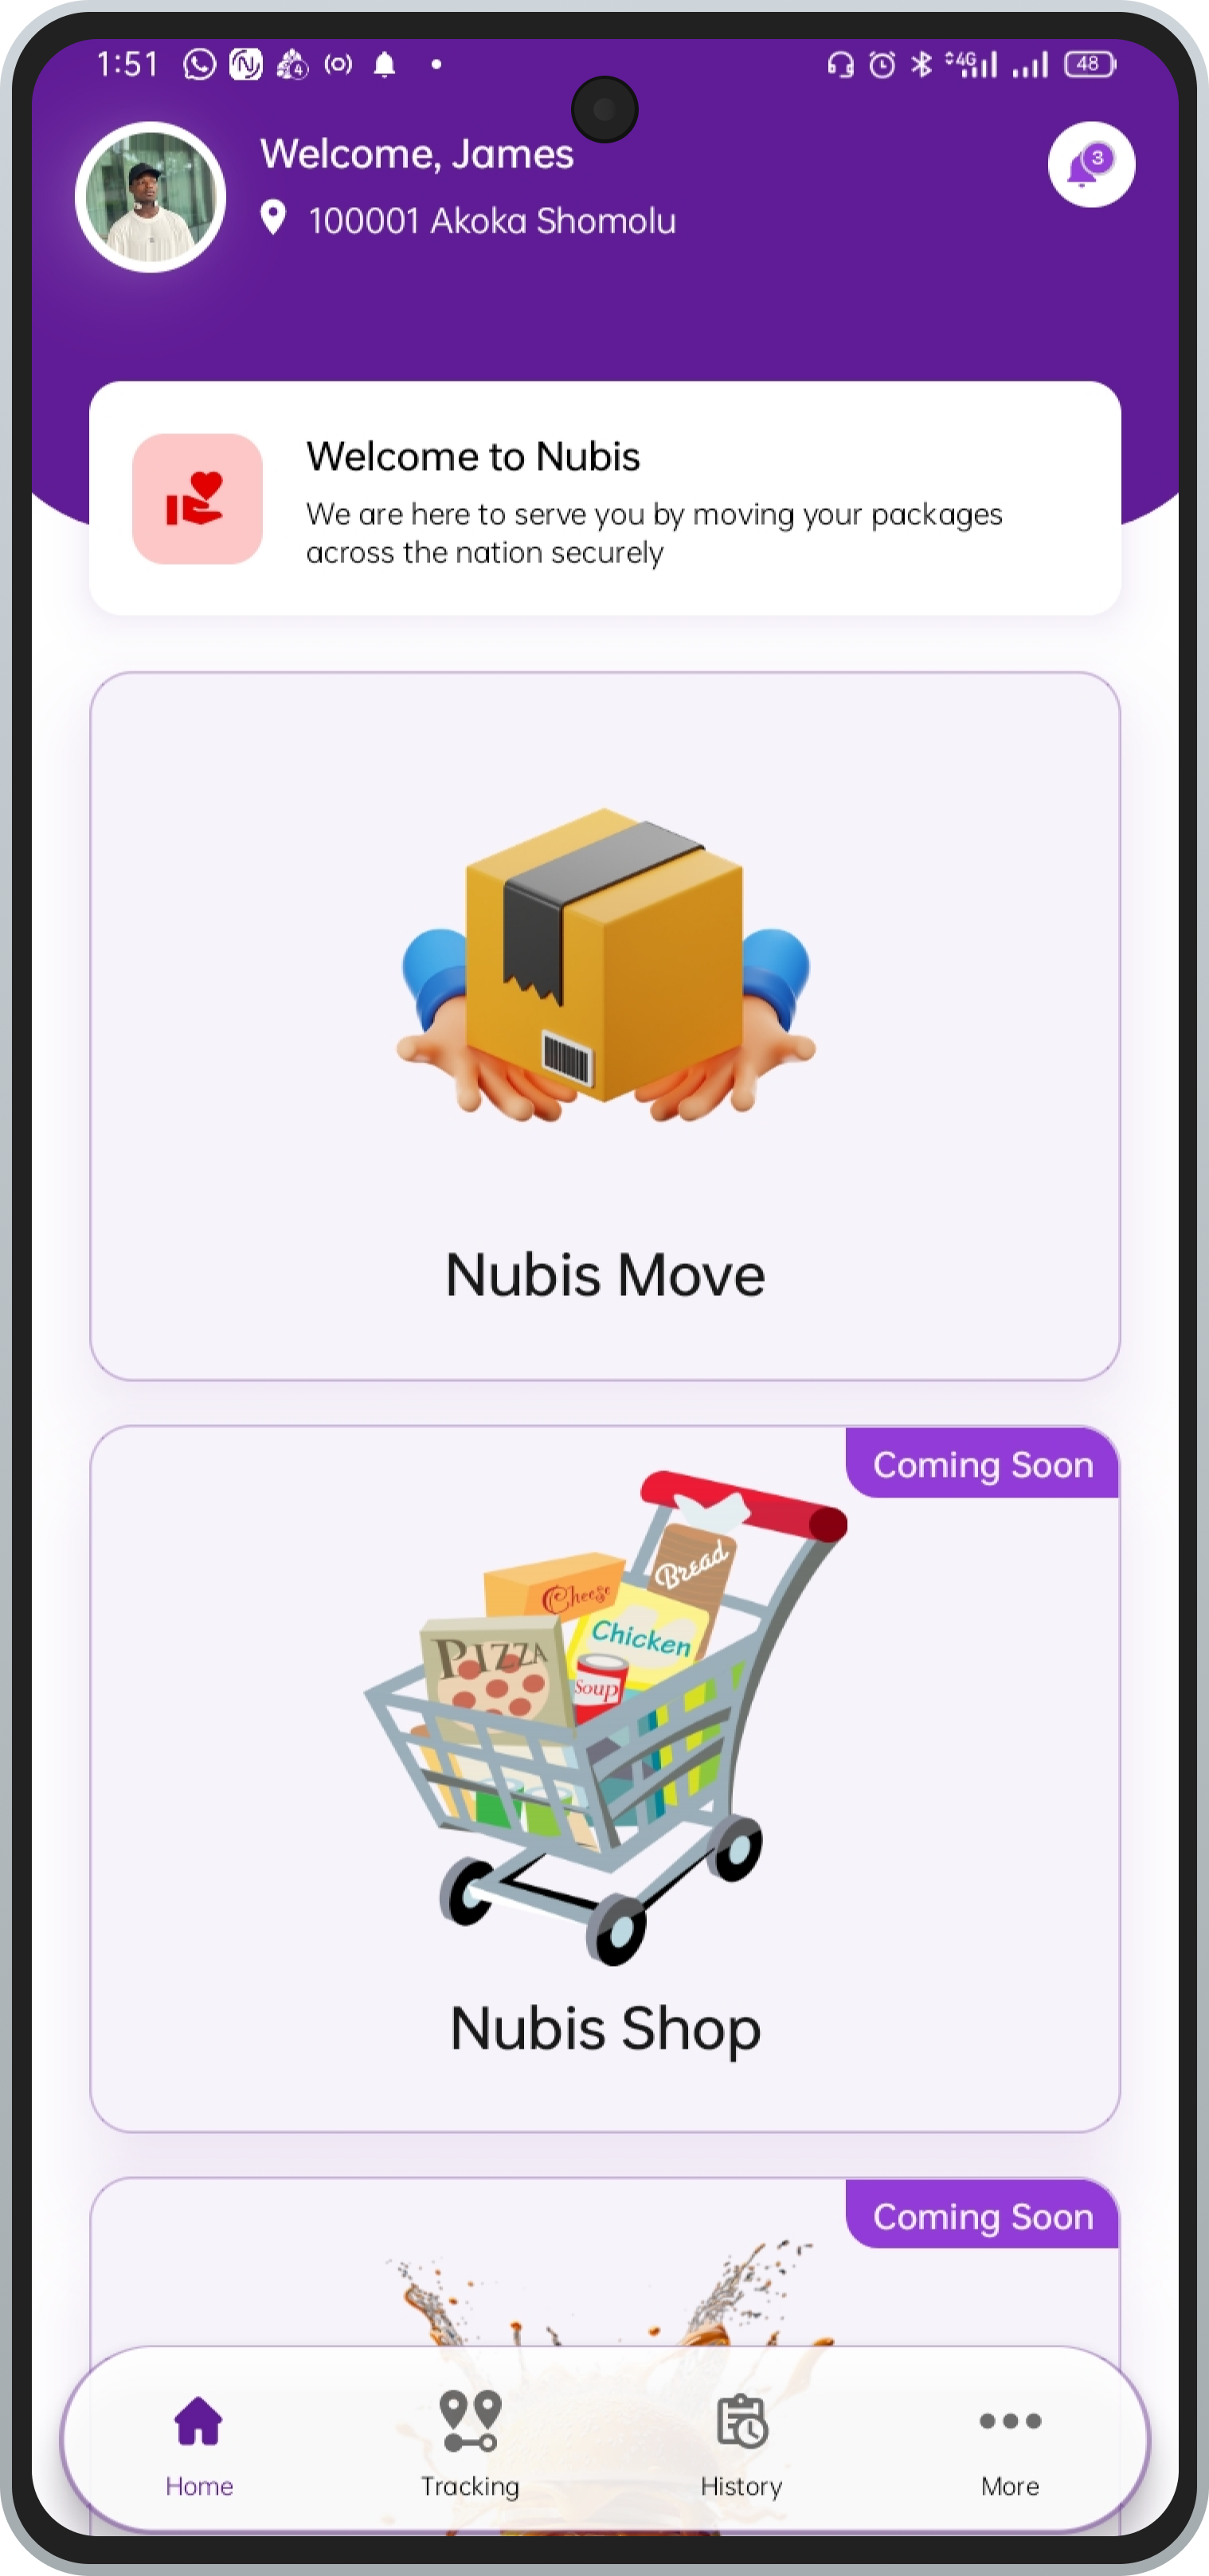 1:51
4
4G
48
Welcome, James
100001 Akoka Shomolu
3
Welcome to Nubis
We are here to serve you by moving your packages
across the nation securely
Nubis Move
Coming Soon
Bread
Cheese
Chicken
PIZZA
Soup
Nubis Shop
Coming Soon
Home
Tracking
History
More